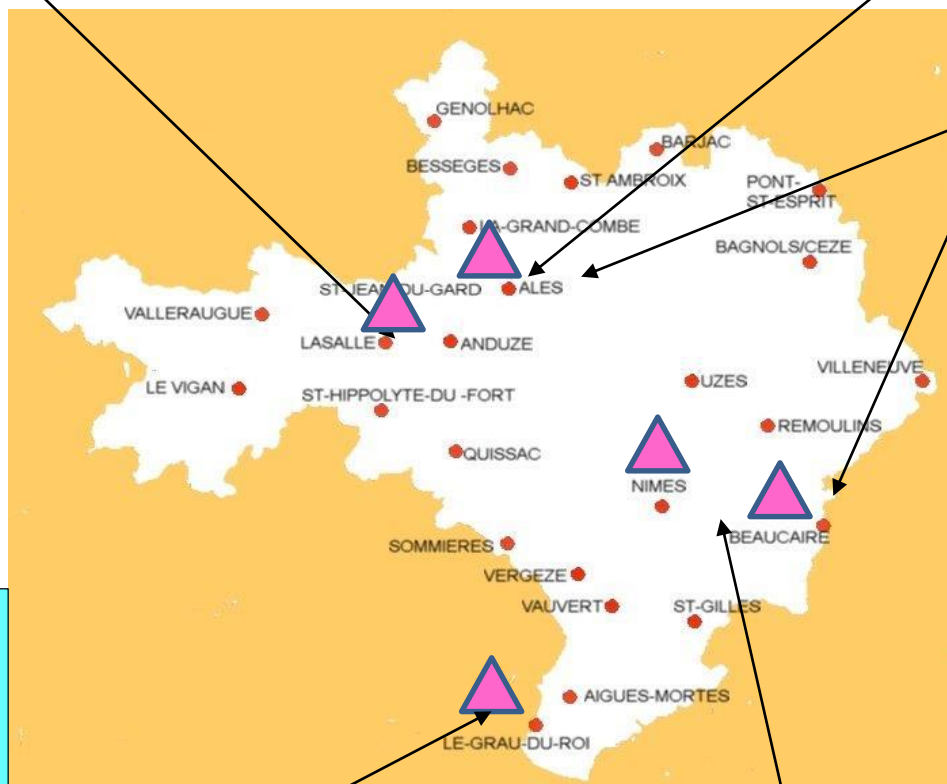 GENOLHAC
BARJAC
BESSEGES
ST AMBROIX
PONT-
ST-ESPRIT
LA-GRAND-COMBE
BAGNOLS/CEZE
ST-JEAN-DU-GARD
ALES
VALLERAUGUE
LASALLE
ANDUZE
VILLENEUVE
LE VIGAN
UZES
ST-HIPPOLYTE-DU -FORT
REMOULINS
QUISSAC
NIMES
BEAUCAIRE
SOMMIERES
VERGEZE
VAUVERT
ST-GILLES
AIGUES-MORTES
LE-GRAU-DU-ROI